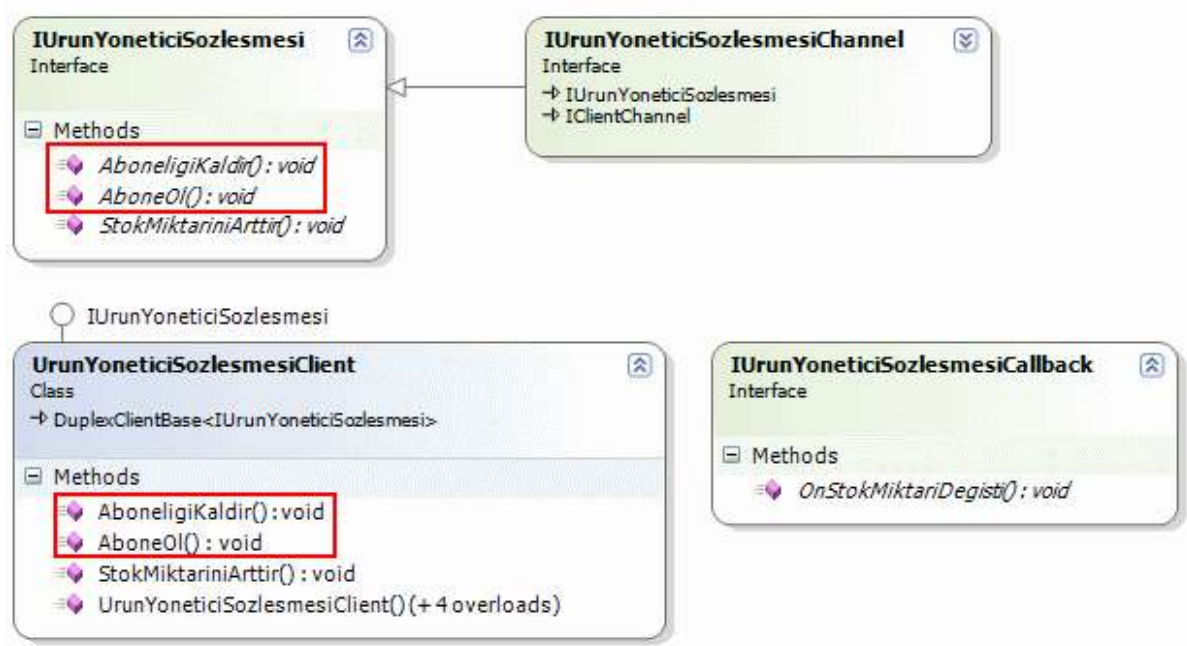 IUrunYoneticiSozlesmesi
Interface
Methods
AboneligiKaldir() : void
AboneOl() : void
StokMiktariniArttir() : void
IUrunYoneticiSozlesmesiChannel
Interface
IUrunYoneticiSozlesmesi
IClientChannel
IUrunYoneticiSozlesmesi
UrunYoneticiSozlesmesiClient
Class
DuplexClientBase<IUrunYoneticiSozlesmesi>
Methods
AboneligiKaldir() : void
AboneOl() : void
StokMiktariniArttir() : void
UrunYoneticiSozlesmesiClient() (+ 4 overloads)
IUrunYoneticiSozlesmesiCallback
Interface
Methods
OnStokMiktariDegisti() : void